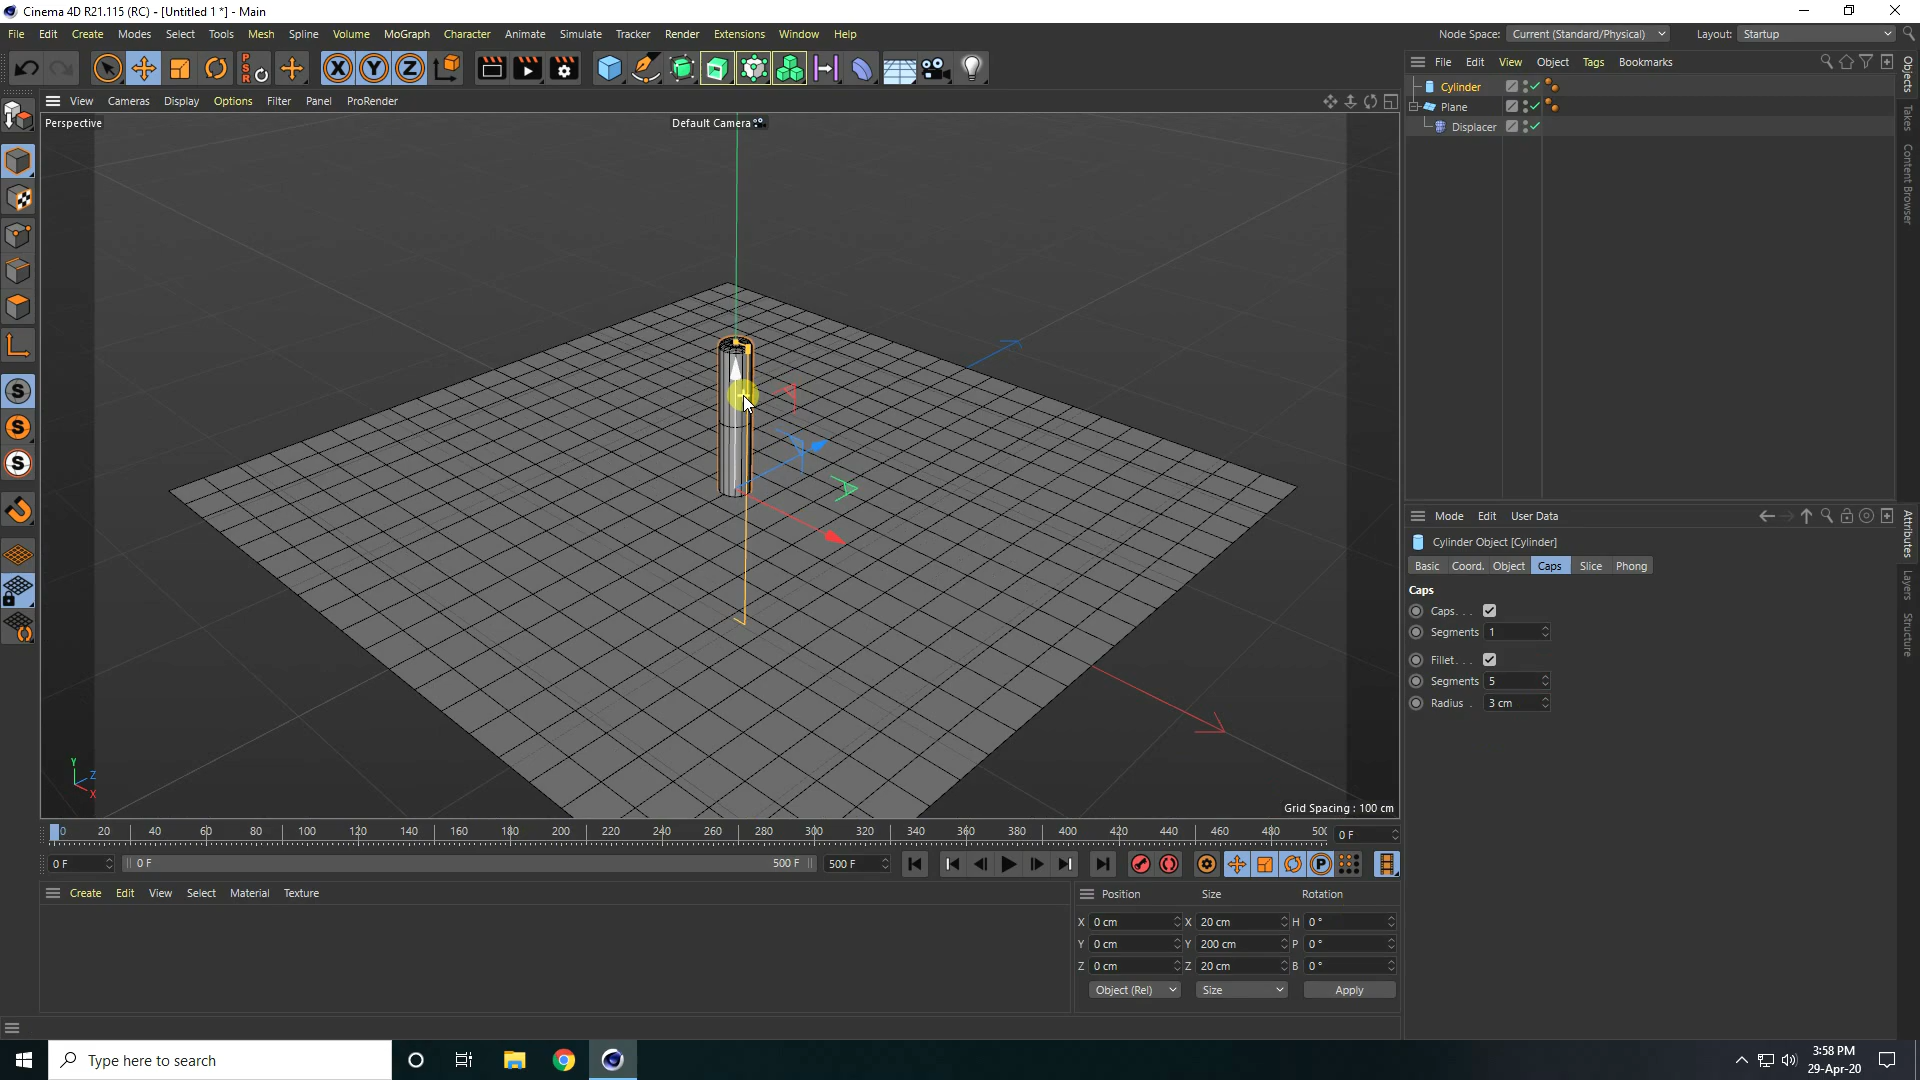 Cinema 4D R21.115 (RC) - [Untitled 1 *] - Main
File Edit Create Modes Select Tools Mesh Spline Volume MoGraph Character Animate Simulate Tracker Render Extensions Window Help
Node Space: Current (Standard/Physical) Layout: Startup
View Cameras Display Options Filter Panel ProRender
Perspective
Default Camera
File Edit View Object Tags Bookmarks
Cylinder
Plane
Displacer
Objects
Takes
Content Browser
Mode Edit User Data
Cylinder Object [Cylinder]
Basic Coord. Object Caps Slice Phong
Caps
Caps. . .
Segments 1
Fillet. . .
Segments 5
Radius . 3 cm
Attributes
Layers
Structure
Y
Z
X
Grid Spacing : 100 cm
0 20 40 60 80 100 120 140 160 180 200 220 240 260 280 300 320 340 360 380 400 420 440 460 480 500 0 F
0 F 0 F 500 F 500 F
Create Edit View Select Material Texture
Position Size Rotation
X 0 cm X 20 cm H 0 °
Y 0 cm Y 200 cm P 0 °
Z 0 cm Z 20 cm B 0 °
Object (Rel) Size Apply
Type here to search
3:58 PM
29-Apr-20